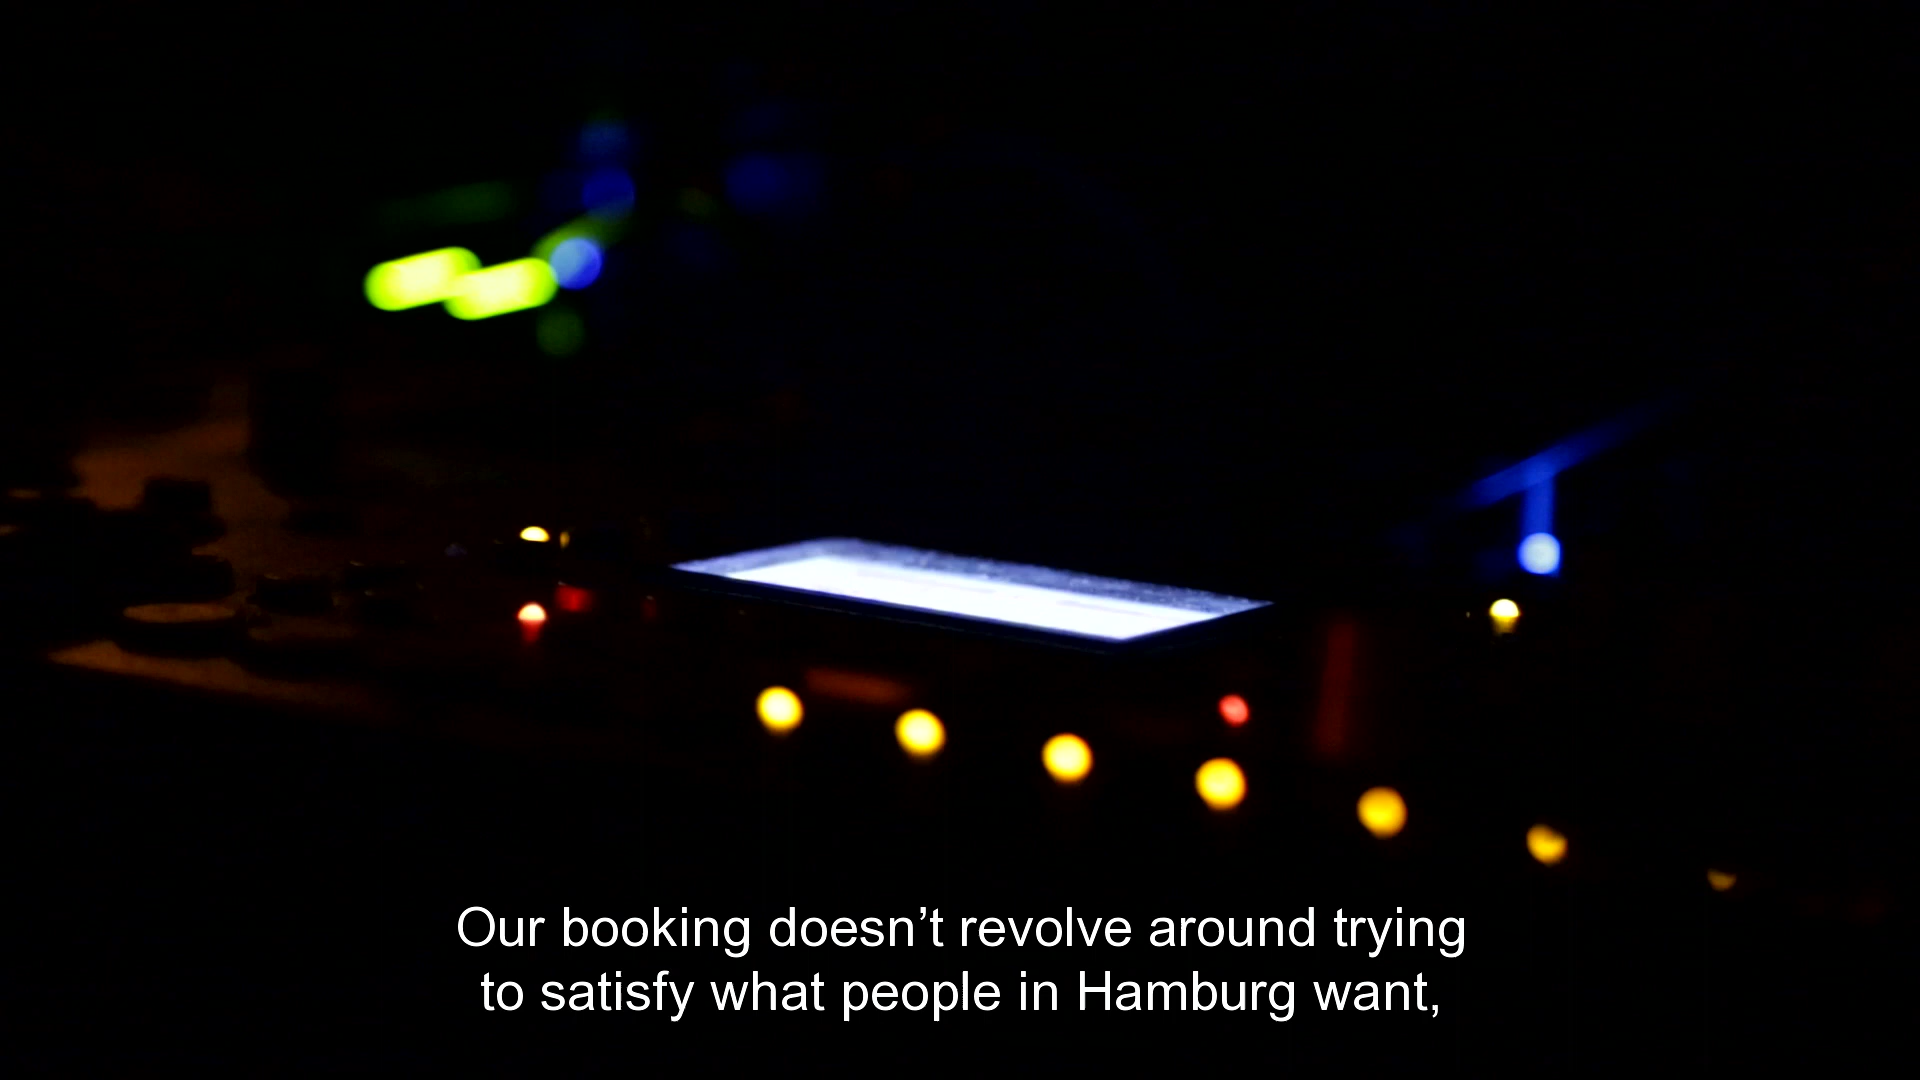 Our booking doesn’t revolve around trying
to satisfy what people in Hamburg want,